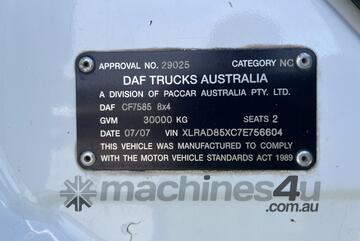 APPROVAL NO. 29025 CATEGORY NC
DAF TRUCKS AUSTRALIA
A DIVISION OF PACCAR AUSTRALIA PTY. LTD.
DAF CF7585 8x4
GVM 30000 KG SEATS 2
DATE 07/07 VIN XLRAD85XC7E756604
THIS VEHICLE WAS MANUFACTURED TO COMPLY
WITH THE MOTOR VEHICLE STANDARDS ACT 1989
machines4u
.com.au